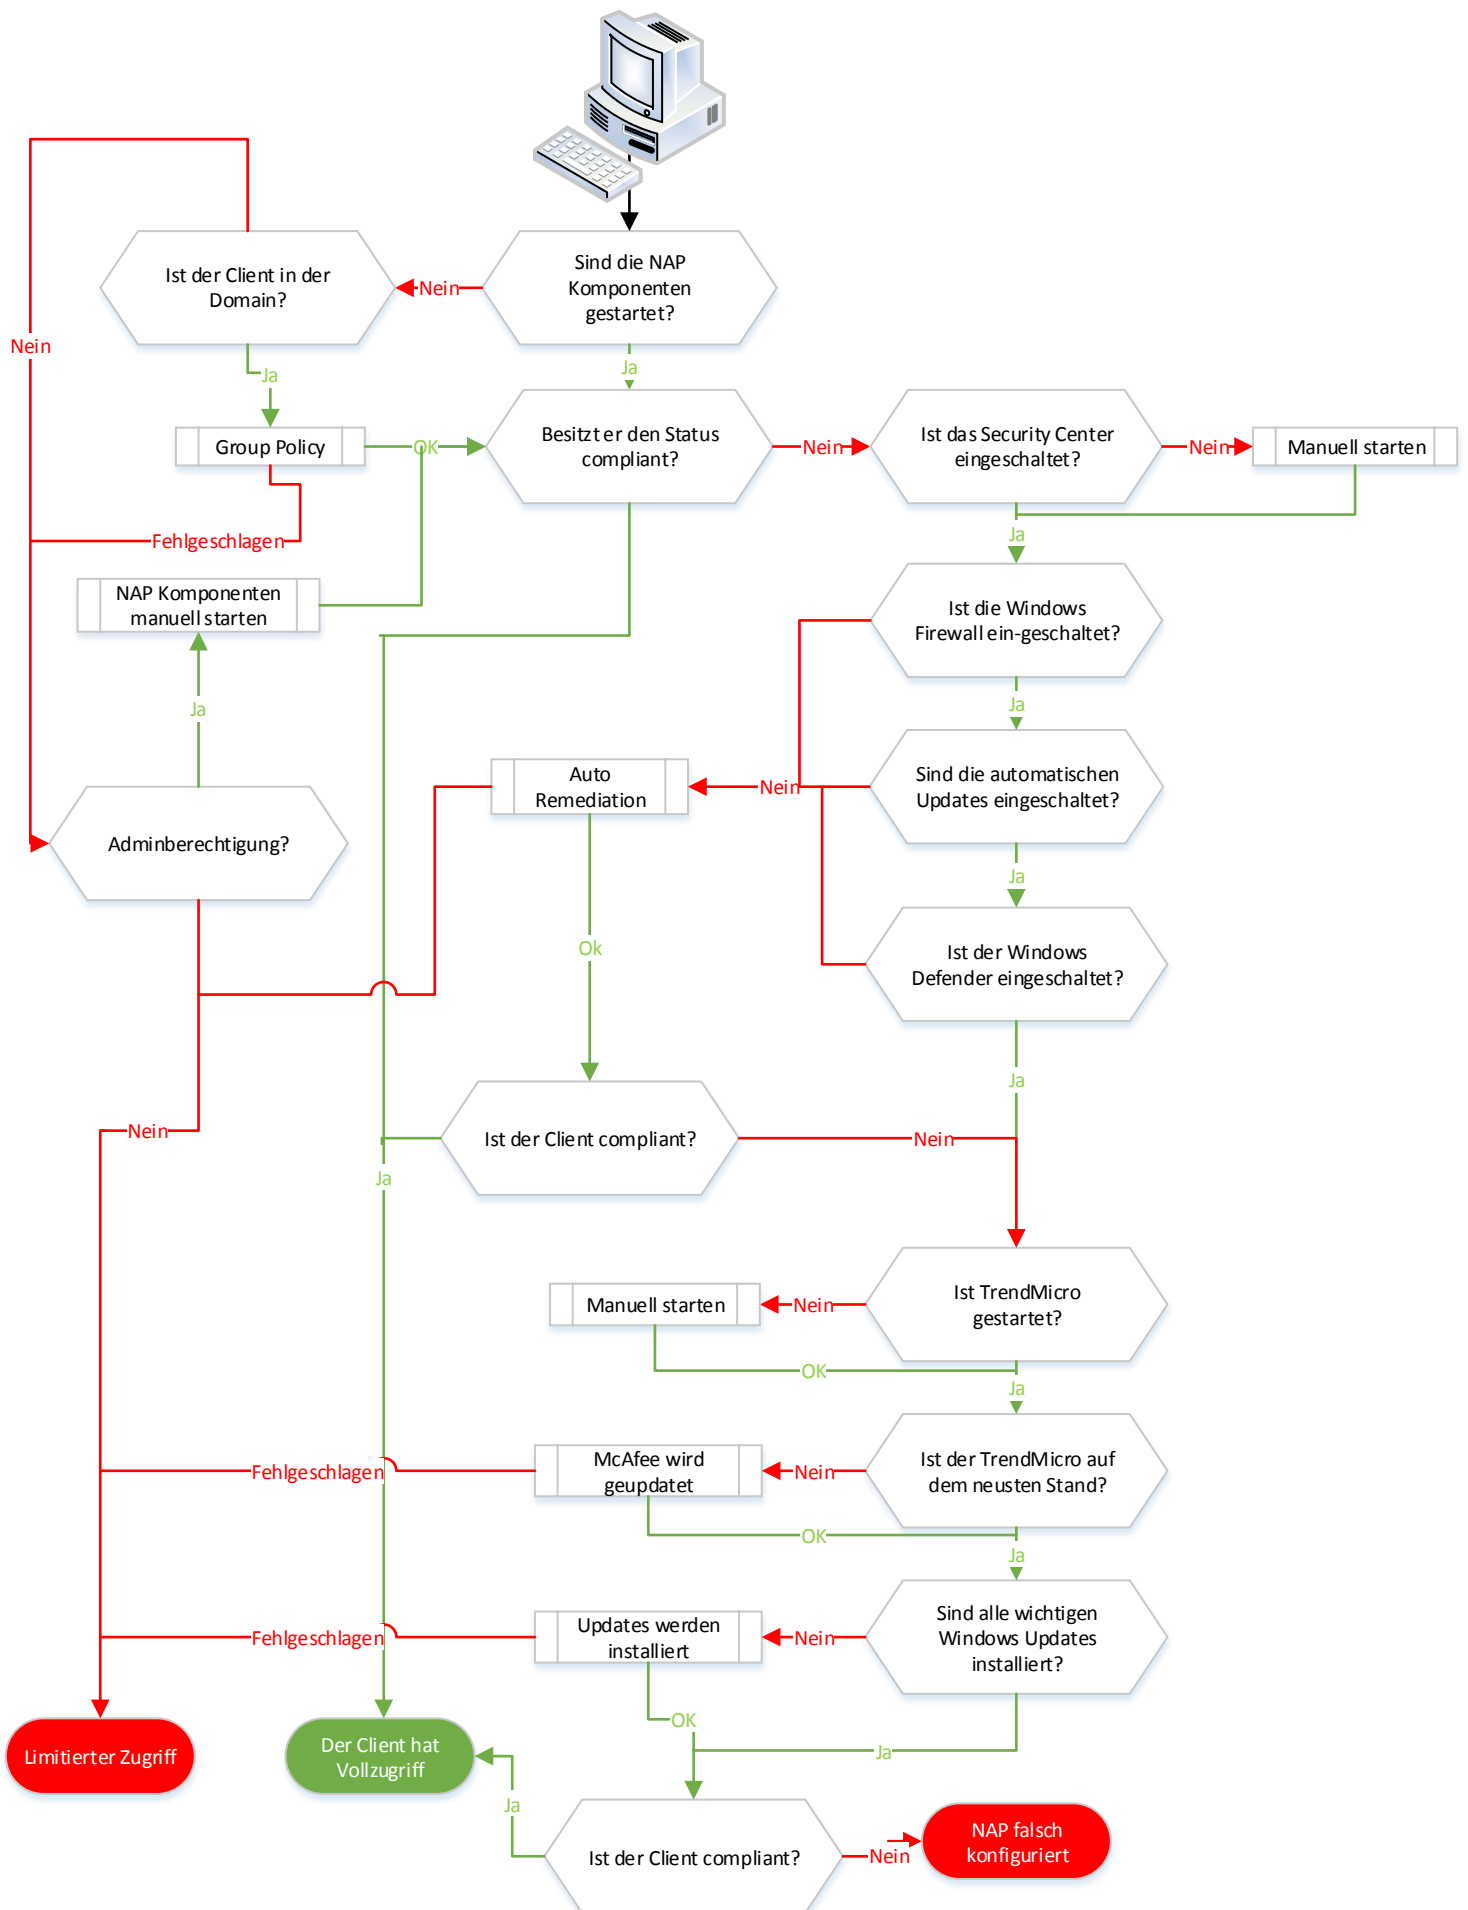 Ist der Client in der
Domain?
Nein
Sind die NAP
Komponenten
gestartet?
Nein
Ja
Ja
Group Policy
OK
Besitzt er den Status
compliant?
Nein
Ist das Security Center
eingeschaltet?
Nein
Manuell starten
Fehlgeschlagen
Ja
NAP Komponenten
manuell starten
Ist die Windows
Firewall ein-geschaltet?
Ja
Ja
Auto
Remediation
Nein
Sind die automatischen
Updates eingeschaltet?
Adminberechtigung?
Ja
Ok
Ist der Windows
Defender eingeschaltet?
Ja
Nein
Ist der Client compliant?
Nein
Ja
Manuell starten
Nein
Ist TrendMicro
gestartet?
OK
Ja
Fehlgeschlagen
McAfee wird
geupdatet
Nein
Ist der TrendMicro auf
dem neusten Stand?
OK
Ja
Fehlgeschlagen
Updates werden
installiert
Nein
Sind alle wichtigen
Windows Updates
installiert?
OK
Ja
Limitierter Zugriff
Der Client hat
Vollzugriff
Ja
Ist der Client compliant?
Nein
NAP falsch
konfiguriert